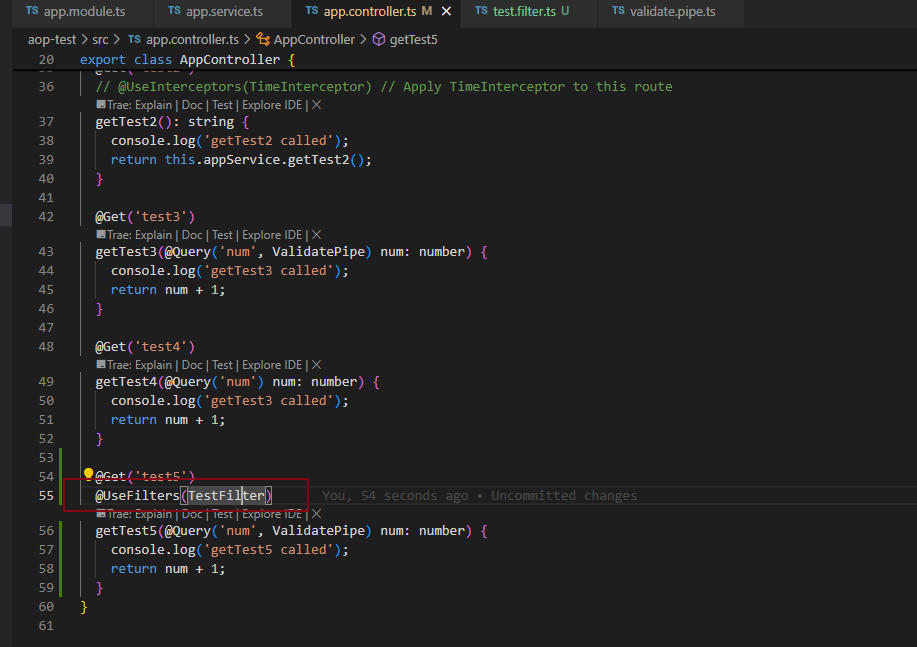 TS app.module.ts TS app.service.ts TS app.controller.ts M TS test.filter.ts U TS validate.pipe.ts
aop-test > src > TS app.controller.ts > AppController > getTest5
20 export class AppController {
36 // @UseInterceptors(TimeInterceptor) // Apply TimeInterceptor to this route
Trae: Explain | Doc | Test | Explore IDE | X
37 getTest2(): string {
38 console.log('getTest2 called');
39 return this.appService.getTest2();
40 }
41
42 @Get('test3')
Trae: Explain | Doc | Test | Explore IDE | X
43 getTest3(@Query('num', ValidatePipe) num: number) {
44 console.log('getTest3 called');
45 return num + 1;
46 }
47
48 @Get('test4')
Trae: Explain | Doc | Test | Explore IDE | X
49 getTest4(@Query('num') num: number) {
50 console.log('getTest3 called');
51 return num + 1;
52 }
53
54 @Get('test5')
55 @UseFilters(TestFilter) You, 54 seconds ago • Uncommitted changes
Trae: Explain | Doc | Test | Explore IDE | X
56 getTest5(@Query('num', ValidatePipe) num: number) {
57 console.log('getTest5 called');
58 return num + 1;
59 }
60 }
61